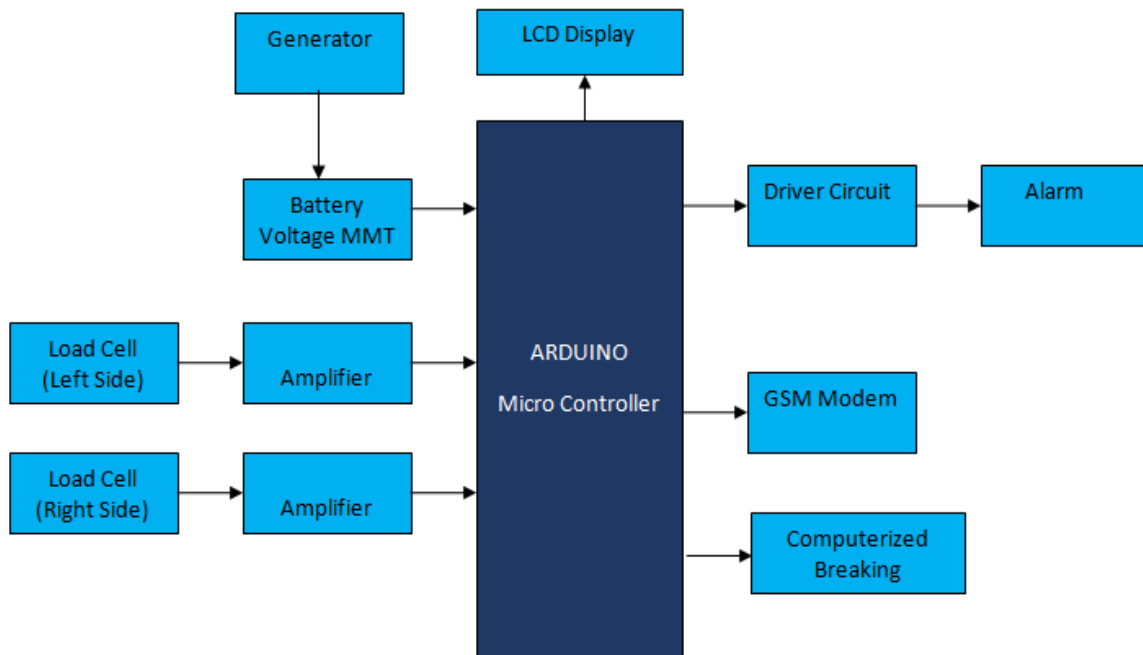 Generator
LCD Display
Battery
Voltage MMT
Driver Circuit
Alarm
Load Cell
(Left Side)
Amplifier
ARDUINO
Micro Controller
GSM Modem
Load Cell
(Right Side)
Amplifier
Computerized
Breaking